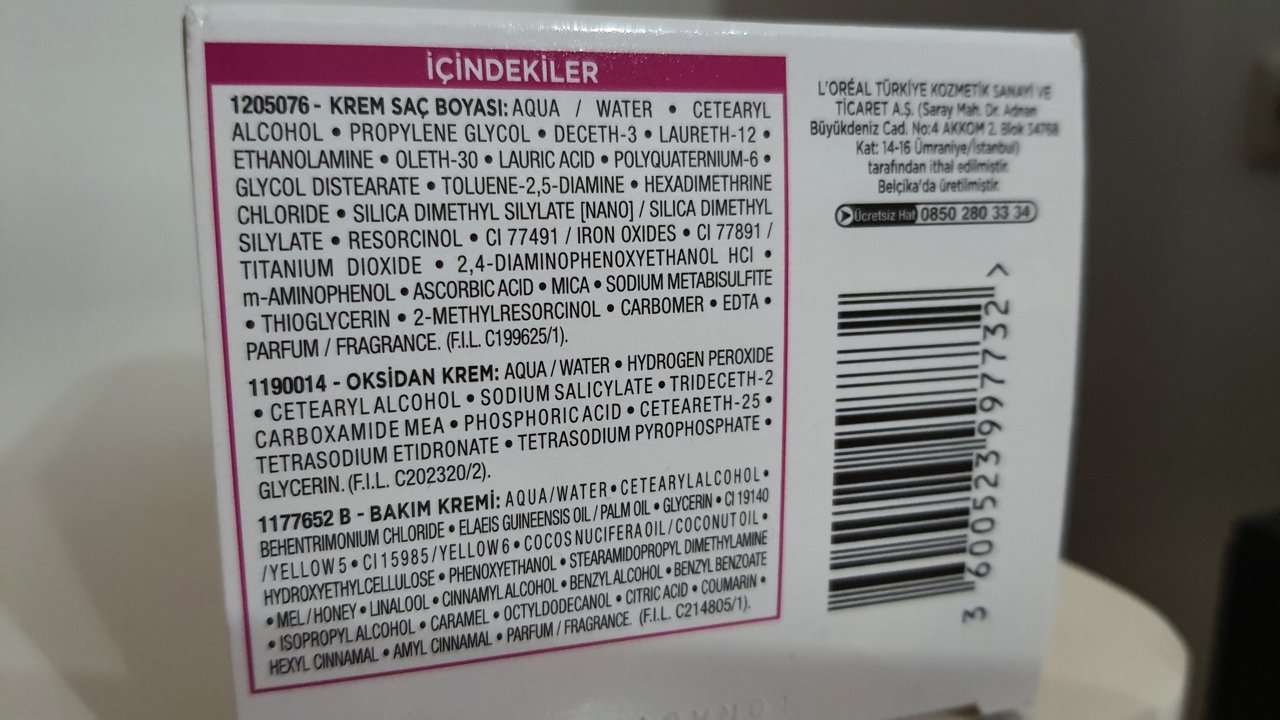 İÇİNDEKİLER
1205076 - KREM SAÇ BOYASI: AQUA / WATER • CETEARYL
ALCOHOL • PROPYLENE GLYCOL • DECETH-3 • LAURETH-12 •
ETHANOLAMINE • OLETH-30 • LAURIC ACID • POLYQUATERNIUM-6 •
GLYCOL DISTEARATE • TOLUENE-2,5-DIAMINE • HEXADIMETHRINE
CHLORIDE • SILICA DIMETHYL SILYLATE [NANO] / SILICA DIMETHYL
SILYLATE • RESORCINOL • CI 77491 / IRON OXIDES • CI 77891 /
TITANIUM DIOXIDE • 2,4-DIAMINOPHENOXYETHANOL HCI •
m-AMINOPHENOL • ASCORBIC ACID • MICA • SODIUM METABISULFITE
• THIOGLYCERIN • 2-METHYLRESORCINOL • CARBOMER • EDTA •
PARFUM / FRAGRANCE. (F.I.L. C199625/1).
1190014 - OKSİDAN KREM: AQUA / WATER • HYDROGEN PEROXIDE
• CETEARYL ALCOHOL • SODIUM SALICYLATE • TRIDECETH-2
CARBOXAMIDE MEA • PHOSPHORIC ACID • CETEARETH-25 •
TETRASODIUM ETIDRONATE • TETRASODIUM PYROPHOSPHATE •
GLYCERIN. (F.I.L. C202320/2).
1177652 B - BAKIM KREMİ: AQUA/WATER • CETEARYL ALCOHOL •
BEHENTRIMONIUM CHLORIDE • ELAEIS GUINEENSIS OIL / PALM OIL • GLYCERIN • CI 19140
/ YELLOW 5 • CI 15985 / YELLOW 6 • COCOS NUCIFERA OIL / COCONUT OIL •
HYDROXYETHYLCELLULOSE • PHENOXYETHANOL • STEARAMIDOPROPYL DIMETHYLAMINE
• MEL / HONEY • LINALOOL • CINNAMYL ALCOHOL • BENZYL ALCOHOL • BENZYL BENZOATE
• ISOPROPYL ALCOHOL • CARAMEL • OCTYLDODECANOL • CITRIC ACID • COUMARIN •
HEXYL CINNAMAL • AMYL CINNAMAL • PARFUM / FRAGRANCE. (F.I.L. C214805/1).
L'ORÉAL TÜRKİYE KOZMETİK SANAYİ VE
TİCARET A.Ş. (Saray Mah. Dr. Adnan
Büyükdeniz Cad. No:4 AKKOM 2. Blok 34768
Kat: 14-16 Ümraniye/İstanbul)
tarafından ithal edilmiştir.
Belçika'da üretilmiştir.
Ücretsiz Hat 0850 280 33 34
3 600523 997732 >